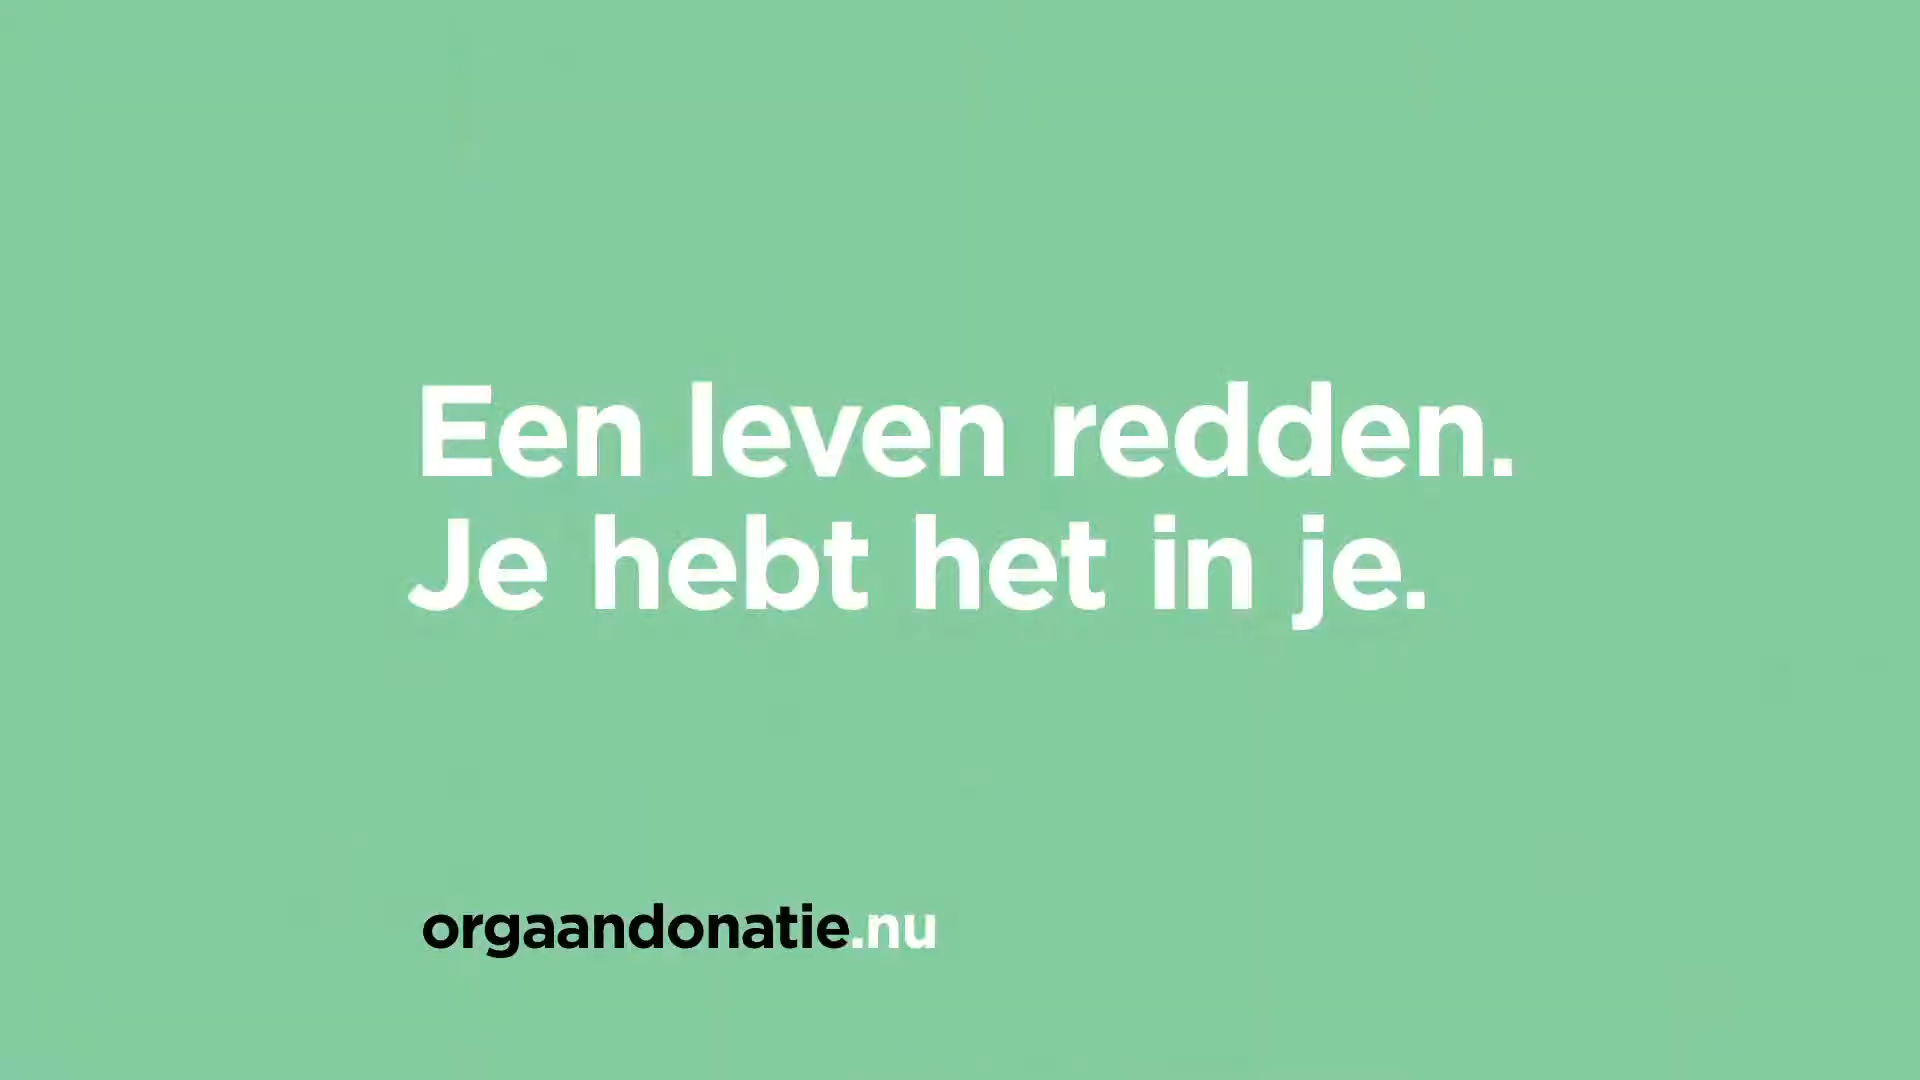 Een leven redden.
Je hebt het in je.
orgaandonatie.nu